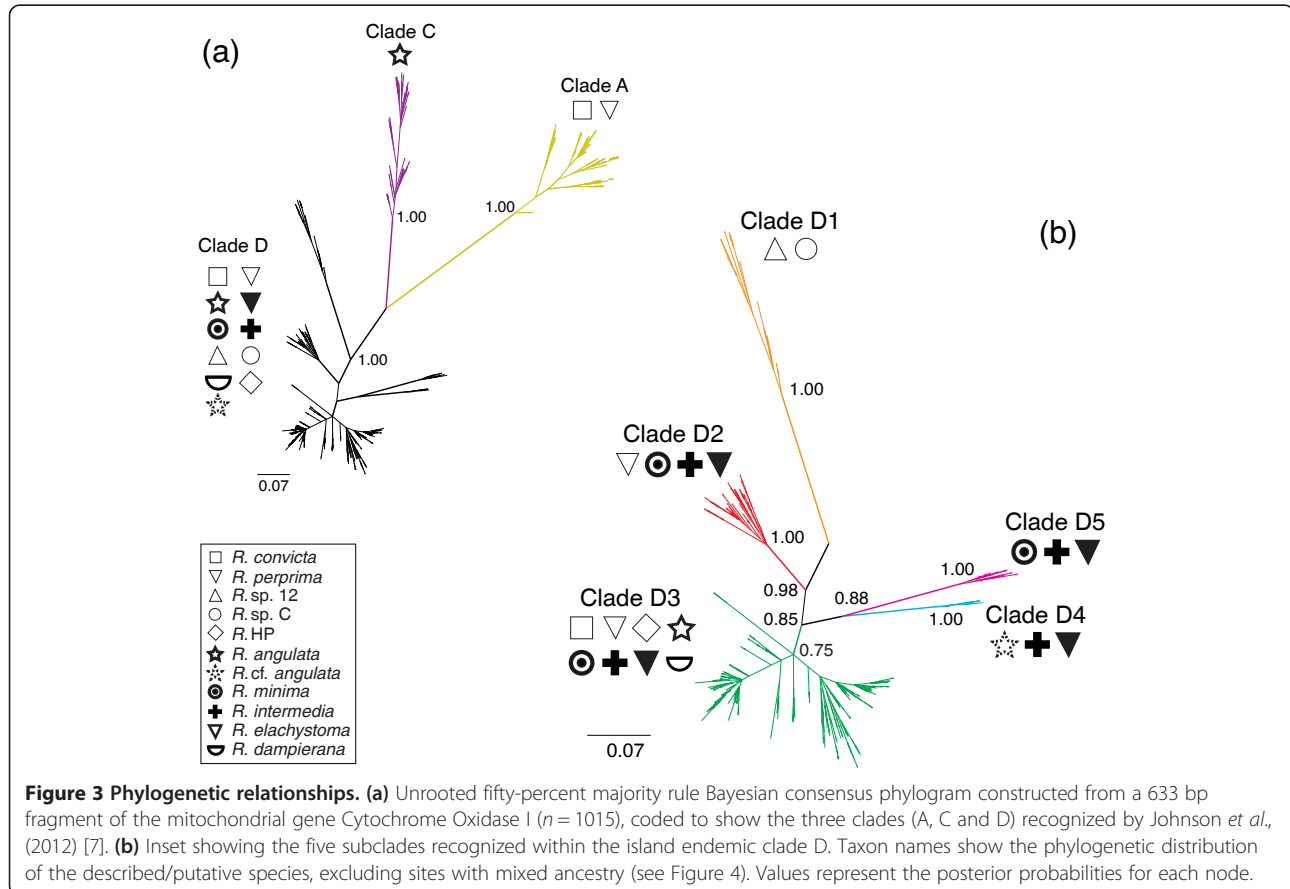 (a)
Clade C
Clade A
1.00
1.00
Clade D
1.00
0.07
R. convicta
R. perprima
R. sp. 12
R. sp. C
R. HP
R. angulata
R. cf. angulata
R. minima
R. intermedia
R. elachystoma
R. dampierana
(b)
Clade D1
1.00
Clade D2
1.00
Clade D5
1.00
0.98
0.88
Clade D3
0.85
1.00
Clade D4
0.75
0.07
Figure 3 Phylogenetic relationships. (a) Unrooted fifty-percent majority rule Bayesian consensus phylogram constructed from a 633 bp
fragment of the mitochondrial gene Cytochrome Oxidase I (n = 1015), coded to show the three clades (A, C and D) recognized by Johnson et al.,
(2012) [7]. (b) Inset showing the five subclades recognized within the island endemic clade D. Taxon names show the phylogenetic distribution
of the described/putative species, excluding sites with mixed ancestry (see Figure 4). Values represent the posterior probabilities for each node.